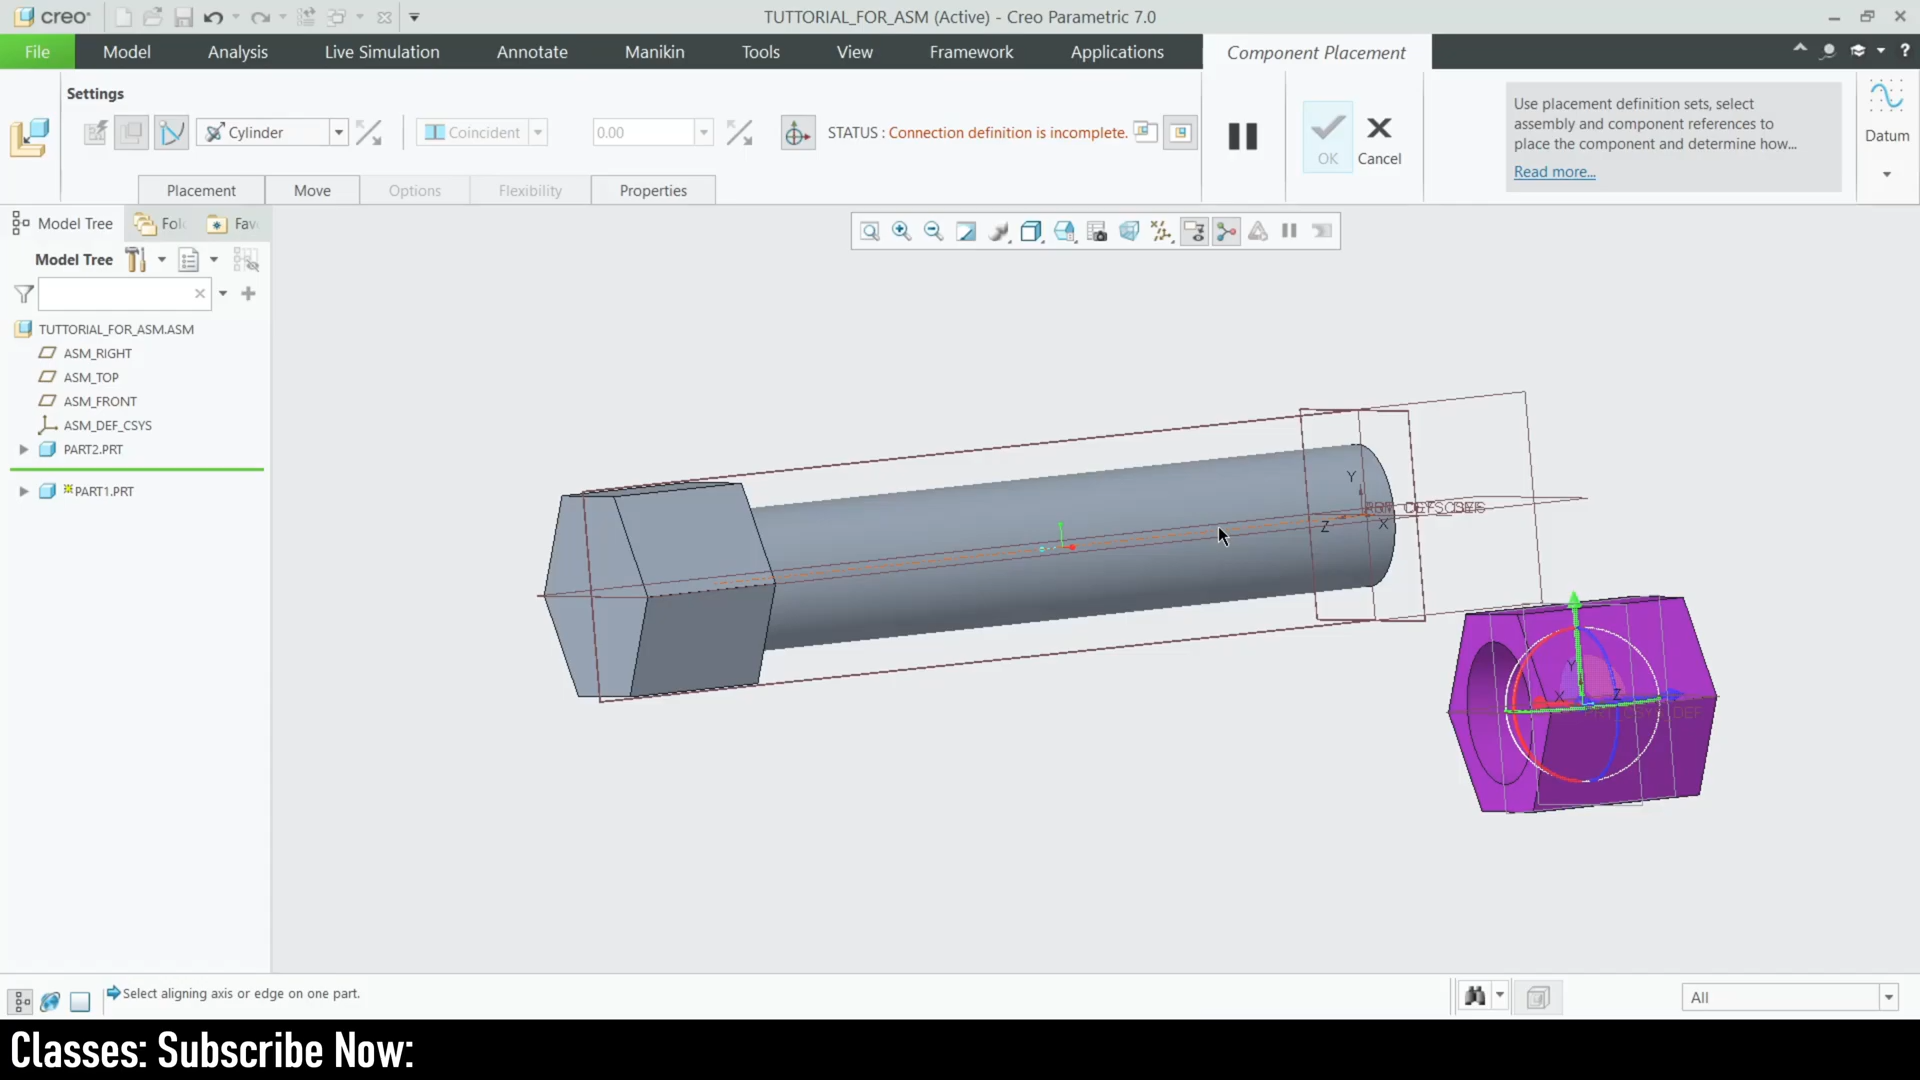 creo
TUTTORIAL_FOR_ASM (Active) - Creo Parametric 7.0
File
Model
Analysis
Live Simulation
Annotate
Manikin
Tools
View
Framework
Applications
Component Placement
?
Settings
Cylinder
Coincident
0.00
STATUS : Connection definition is incomplete.
OK
Cancel
Use placement definition sets, select
assembly and component references to
place the component and determine how...
Read more...
Datum
Placement
Move
Options
Flexibility
Properties
Model Tree
Fol
Fav
Model Tree
TUTTORIAL_FOR_ASM.ASM
ASM_RIGHT
ASM_TOP
ASM_FRONT
ASM_DEF_CSYS
PART2.PRT
PART1.PRT
Y
Z
X
Y
X
Z
Select aligning axis or edge on one part.
All
Classes: Subscribe Now: